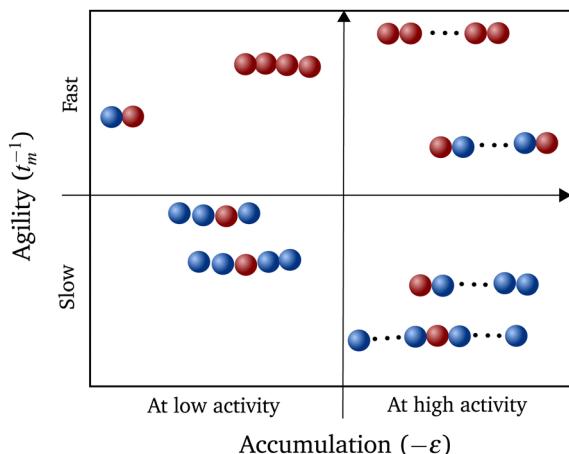 Agility (t_m^{-1})
Fast
Slow
At low activity
At high activity
Accumulation (−ε)